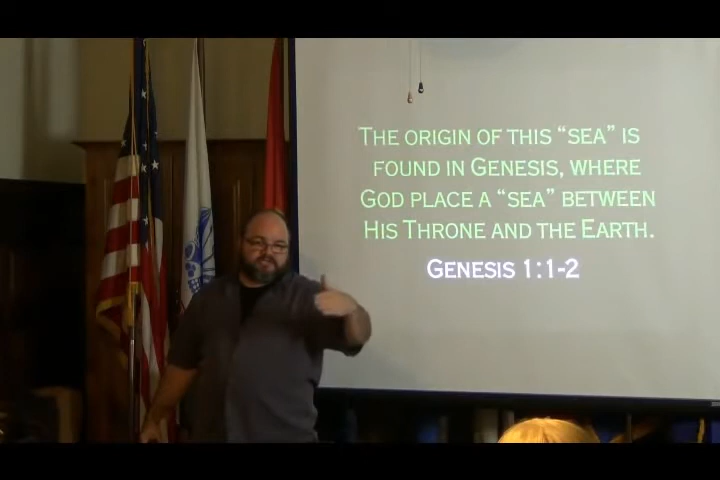 The origin of this “sea” is
found in Genesis, where
God place a “sea” between
His Throne and the Earth.
Genesis 1:1-2